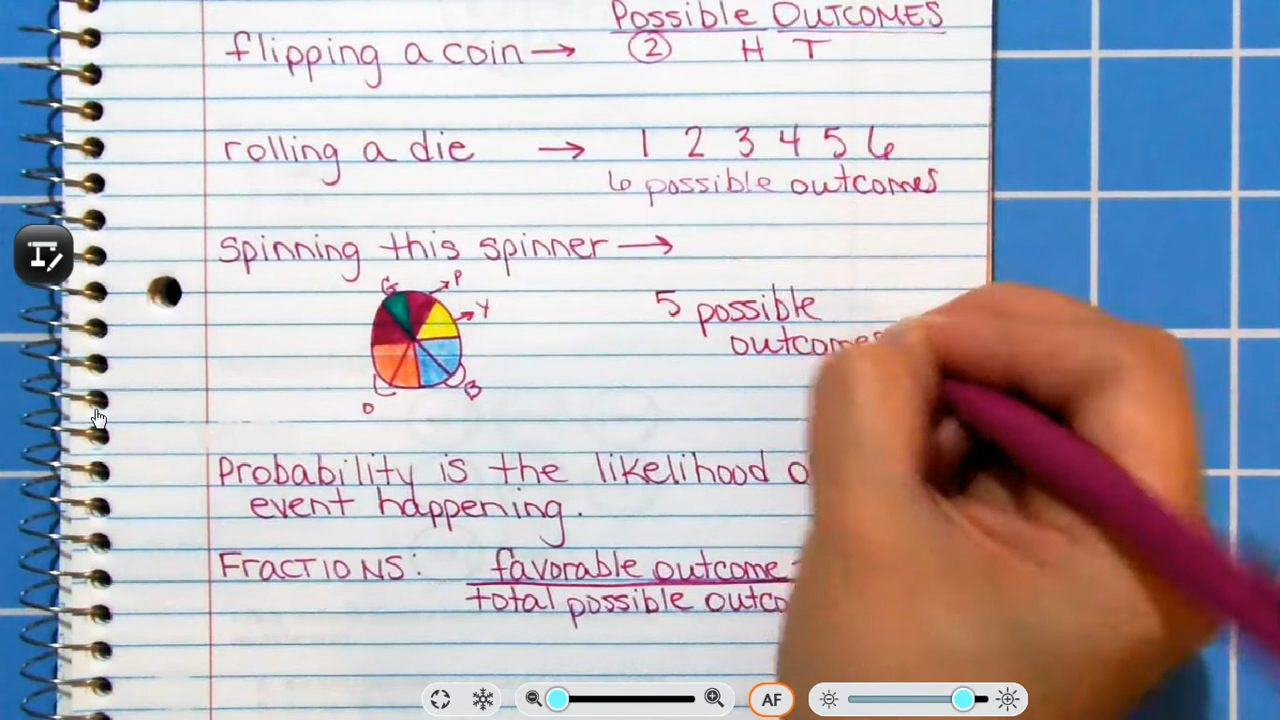 Possible OUTCOMES
flipping a coin → ② H T
rolling a die → 1 2 3 4 5 6
6 possible outcomes
Spinning this spinner →
G P
Y
5 possible
outcomes
B
O
Probability is the likelihood
event happening.
FRACTIONS: favorable outcome
total possible
AF